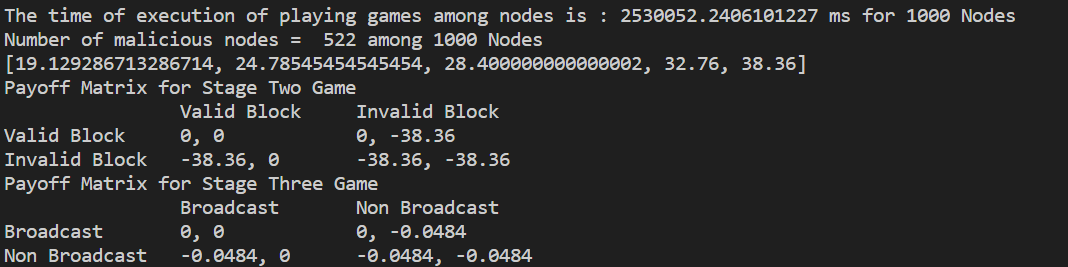 The time of execution of playing games among nodes is : 2530052.2406101227 ms for 1000 Nodes
Number of malicious nodes =  522 among 1000 Nodes
[19.129286713286714, 24.78545454545454, 28.400000000000002, 32.76, 38.36]
Payoff Matrix for Stage Two Game
                Valid Block     Invalid Block
Valid Block     0, 0            0, -38.36
Invalid Block   -38.36, 0       -38.36, -38.36
Payoff Matrix for Stage Three Game
                Broadcast       Non Broadcast
Broadcast       0, 0            0, -0.0484
Non Broadcast   -0.0484, 0      -0.0484, -0.0484